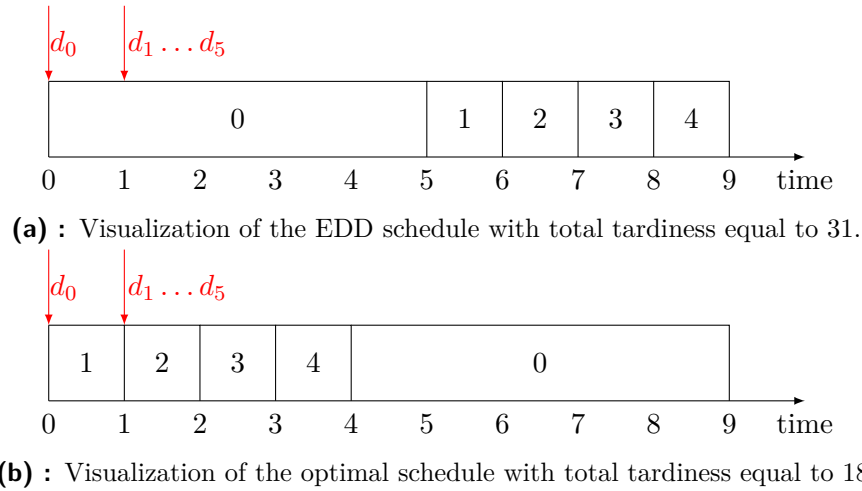 d₀ d₁ … d₅
0 1 2 3 4
0 1 2 3 4 5 6 7 8 9 time
(a) : Visualization of the EDD schedule with total tardiness equal to 31.
d₀ d₁ … d₅
1 2 3 4 0
0 1 2 3 4 5 6 7 8 9 time
(b) : Visualization of the optimal schedule with total tardiness equal to 18